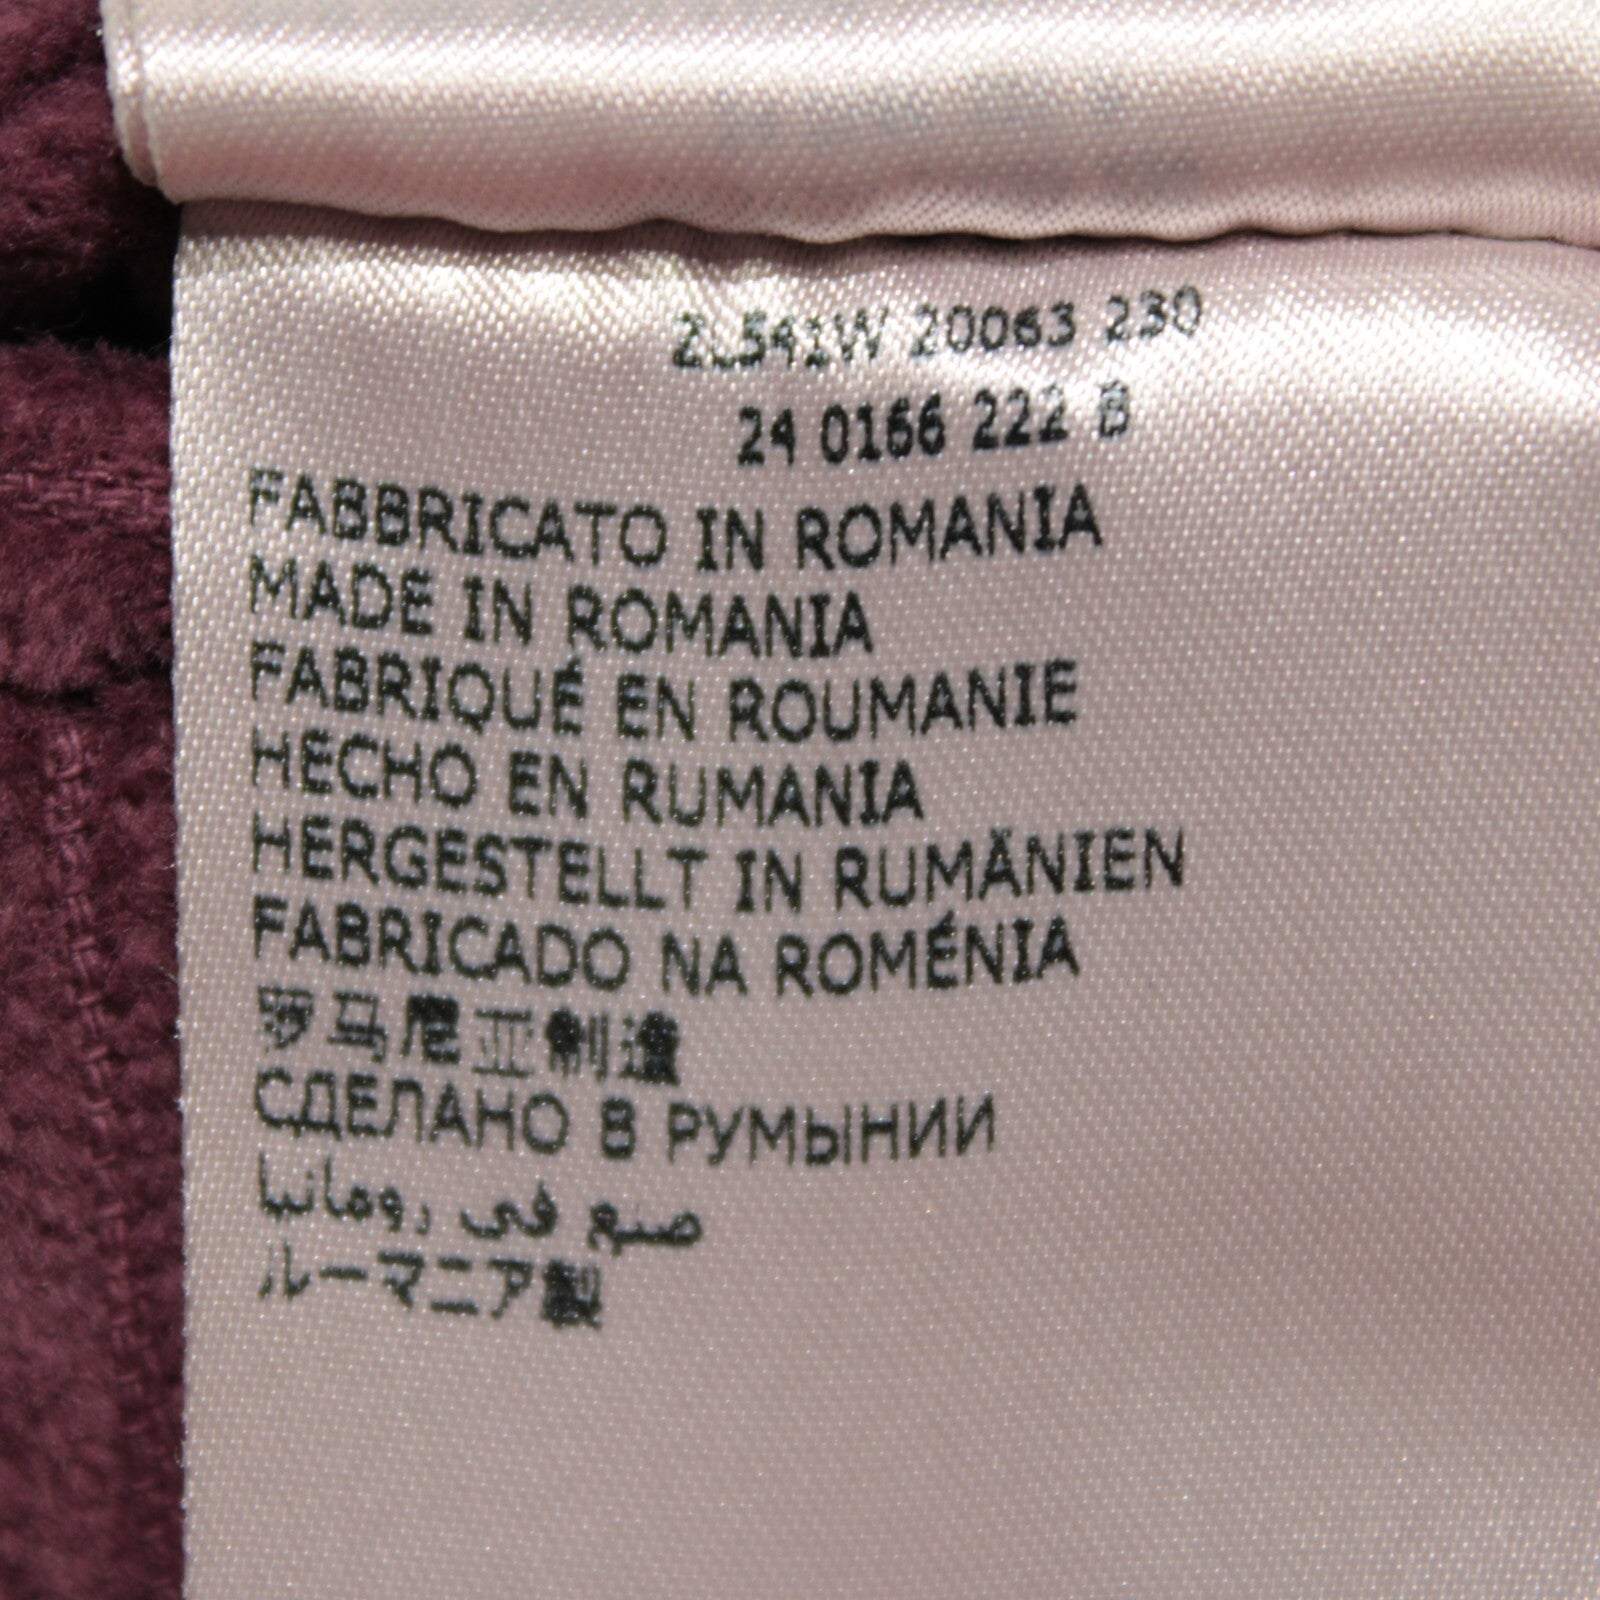 20063 230
24 0166 222 B
FABBRICATO IN ROMANIA
MADE IN ROMANIA
FABRIQUÉ EN ROUMANIE
HECHO EN RUMANIA
HERGESTELLT IN RUMÄNIEN
FABRICADO NA ROMÉNIA
罗马尼亚制造
СДЕЛАНО В РУМЫНИИ
صنع في رومانيا
ルーマニア製